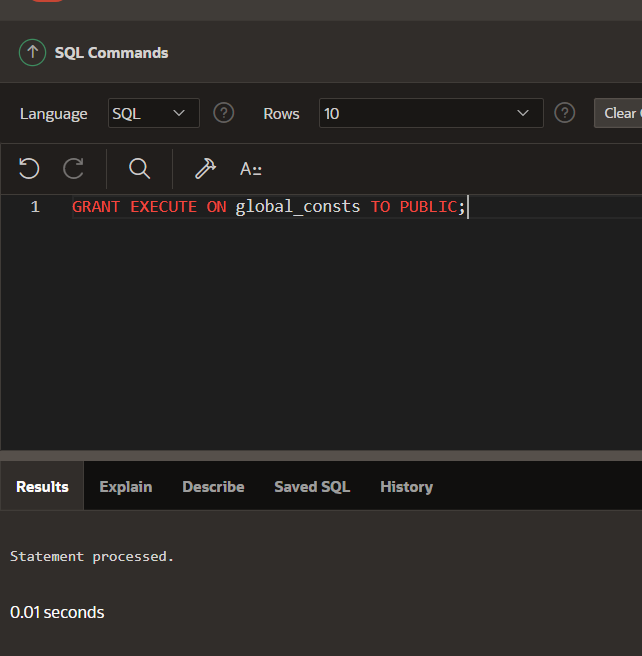 SQL Commands
Language SQL Rows 10 Clear
A::
1 GRANT EXECUTE ON global_consts TO PUBLIC;
Results Explain Describe Saved SQL History
Statement processed.
0.01 seconds